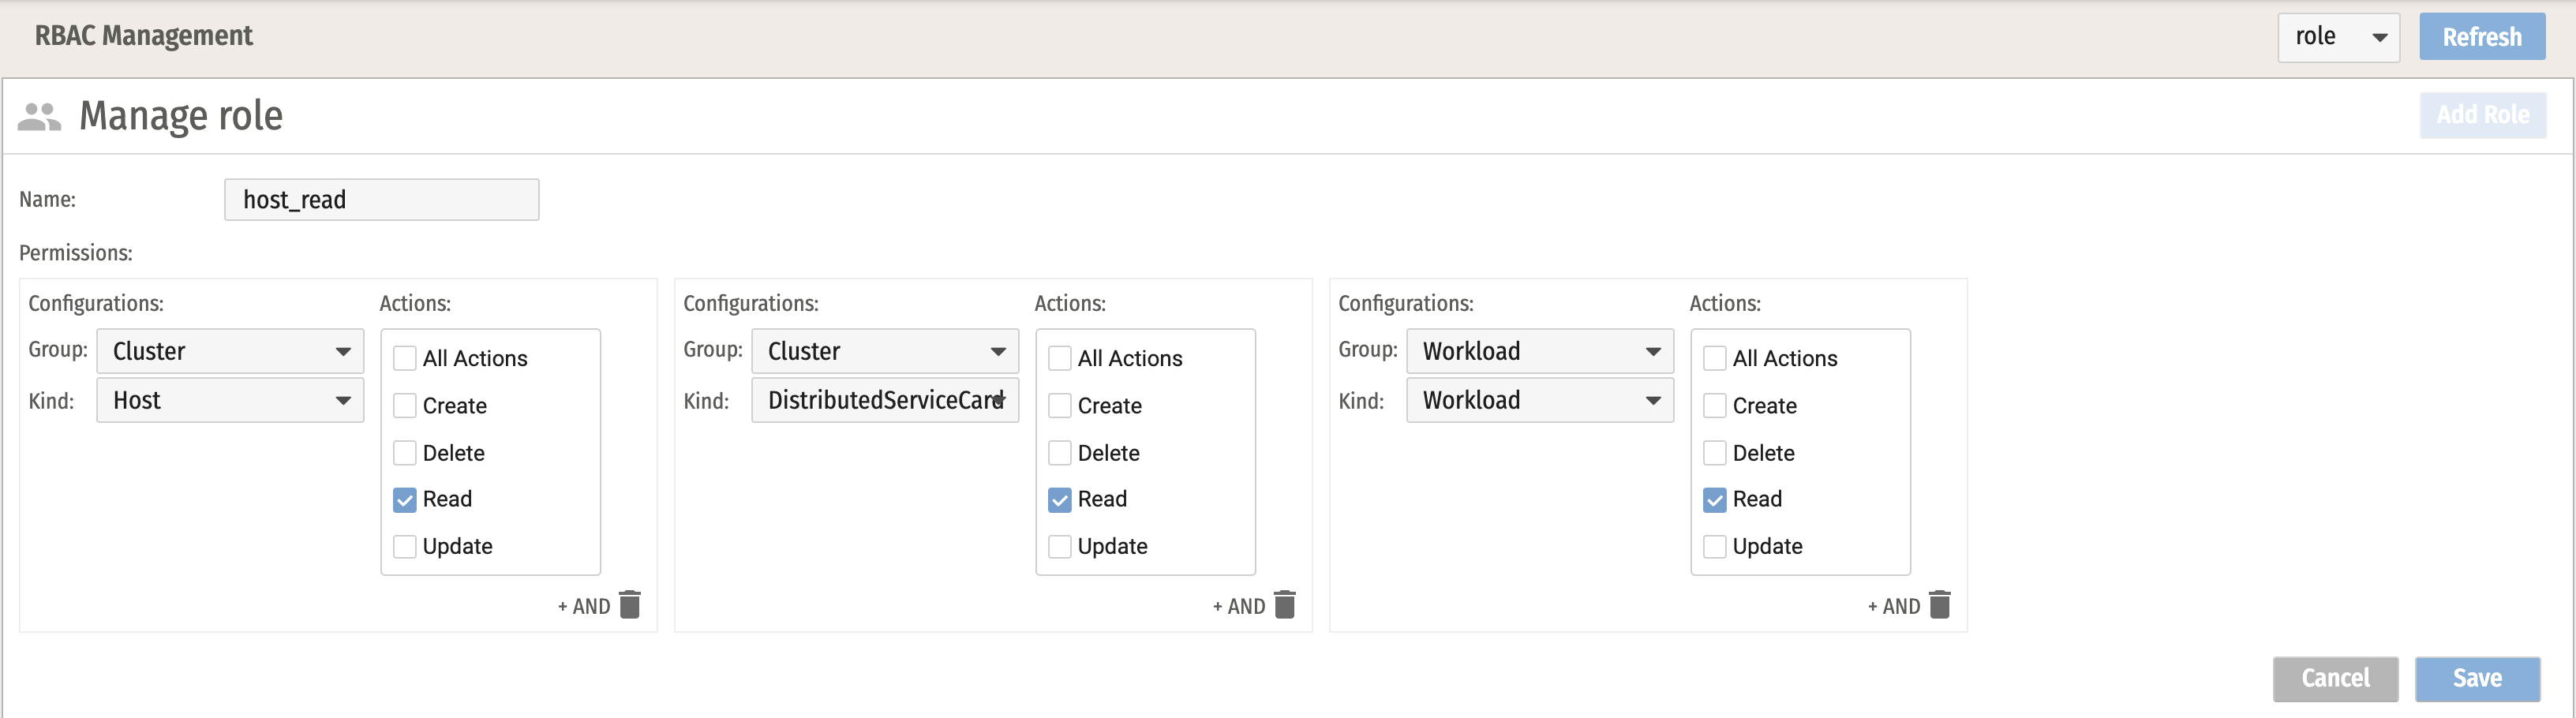 RBAC Management
role
Refresh
Manage role
Add Role
Name:
host_read
Permissions:
Configurations:
Actions:
Group:
Cluster
Kind:
Host
All Actions
Create
Delete
Read
Update
+ AND
Configurations:
Actions:
Group:
Cluster
Kind:
DistributedServiceCard
All Actions
Create
Delete
Read
Update
+ AND
Configurations:
Actions:
Group:
Workload
Kind:
Workload
All Actions
Create
Delete
Read
Update
+ AND
Cancel
Save